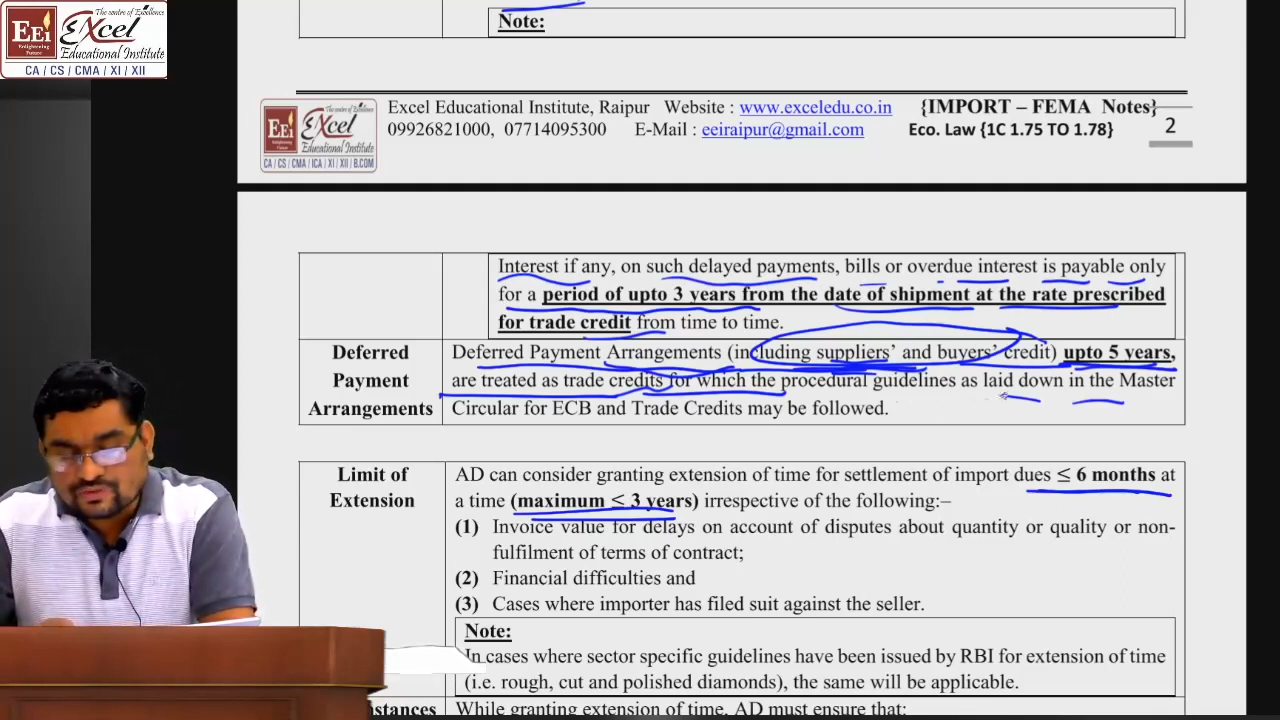 The centre of Excellence
EEi
Enlightening
Future
Excel
Educational Institute
CA / CS / CMA / XI / XII
Note:
The centre of Excellence
EEi
Excel
Educational Institute
CA / CS / CMA / ICA / XI / XII / B.COM
Excel Educational Institute, Raipur Website : www.exceledu.co.in {IMPORT – FEMA Notes}
09926821000, 07714095300 E-Mail : eeiraipur@gmail.com Eco. Law {1C 1.75 TO 1.78} 2
Interest if any, on such delayed payments, bills or overdue interest is payable only
for a period of upto 3 years from the date of shipment at the rate prescribed
for trade credit from time to time.
Deferred Payment Arrangements
Deferred Payment Arrangements (including suppliers’ and buyers’ credit) upto 5 years,
are treated as trade credits for which the procedural guidelines as laid down in the Master
Circular for ECB and Trade Credits may be followed.
Limit of Extension
AD can consider granting extension of time for settlement of import dues ≤ 6 months at
a time (maximum ≤ 3 years) irrespective of the following:–
(1) Invoice value for delays on account of disputes about quantity or quality or non-
fulfilment of terms of contract;
(2) Financial difficulties and
(3) Cases where importer has filed suit against the seller.
Note:
In cases where sector specific guidelines have been issued by RBI for extension of time
(i.e. rough, cut and polished diamonds), the same will be applicable.
While granting extension of time, AD must ensure that: